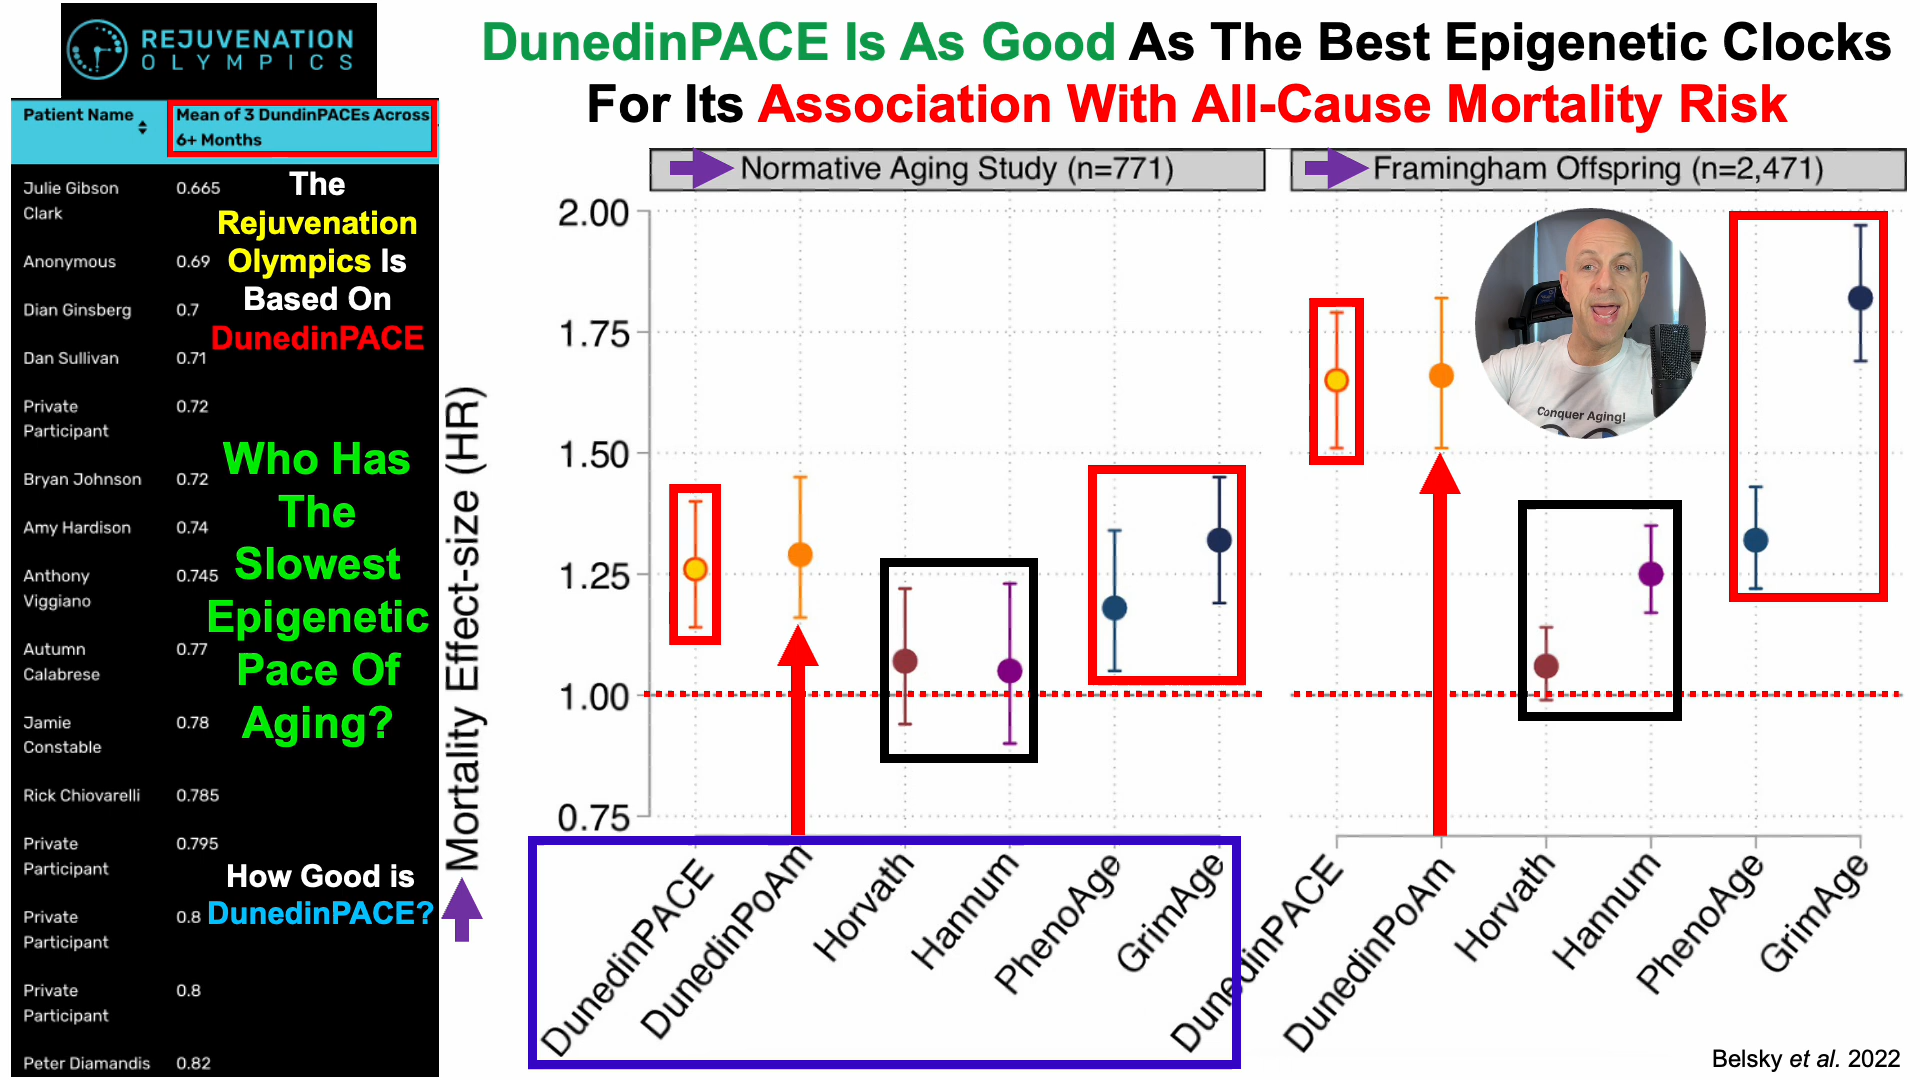 REJUVENATION
OLYMPICS
Patient Name
Mean of 3 DundinPACEs Across
6+ Months
Julie Gibson
Clark
0.665
Anonymous
0.69
Dian Ginsberg
0.7
Dan Sullivan
0.71
Private
Participant
0.72
Bryan Johnson
0.72
Amy Hardison
0.74
Anthony
Viggiano
0.745
Autumn
Calabrese
0.77
Jamie
Constable
0.78
Rick Chiovarelli
0.785
Private
Participant
0.795
Private
Participant
0.8
Private
Participant
0.8
Peter Diamandis
0.82
The
Rejuvenation
Olympics Is
Based On
DunedinPACE
Who Has
The
Slowest
Epigenetic
Pace Of
Aging?
How Good is
DunedinPACE?
DunedinPACE Is As Good As The Best Epigenetic Clocks
For Its Association With All-Cause Mortality Risk
Mortality Effect-size (HR)
Normative Aging Study (n=771)
2.00
1.75
1.50
1.25
1.00
0.75
DunedinPACE
DunedinPoAm
Horvath
Hannum
PhenoAge
GrimAge
Framingham Offspring (n=2,471)
Conquer Aging!
DunedinPACE
DunedinPoAm
Horvath
Hannum
PhenoAge
GrimAge
Belsky et al. 2022